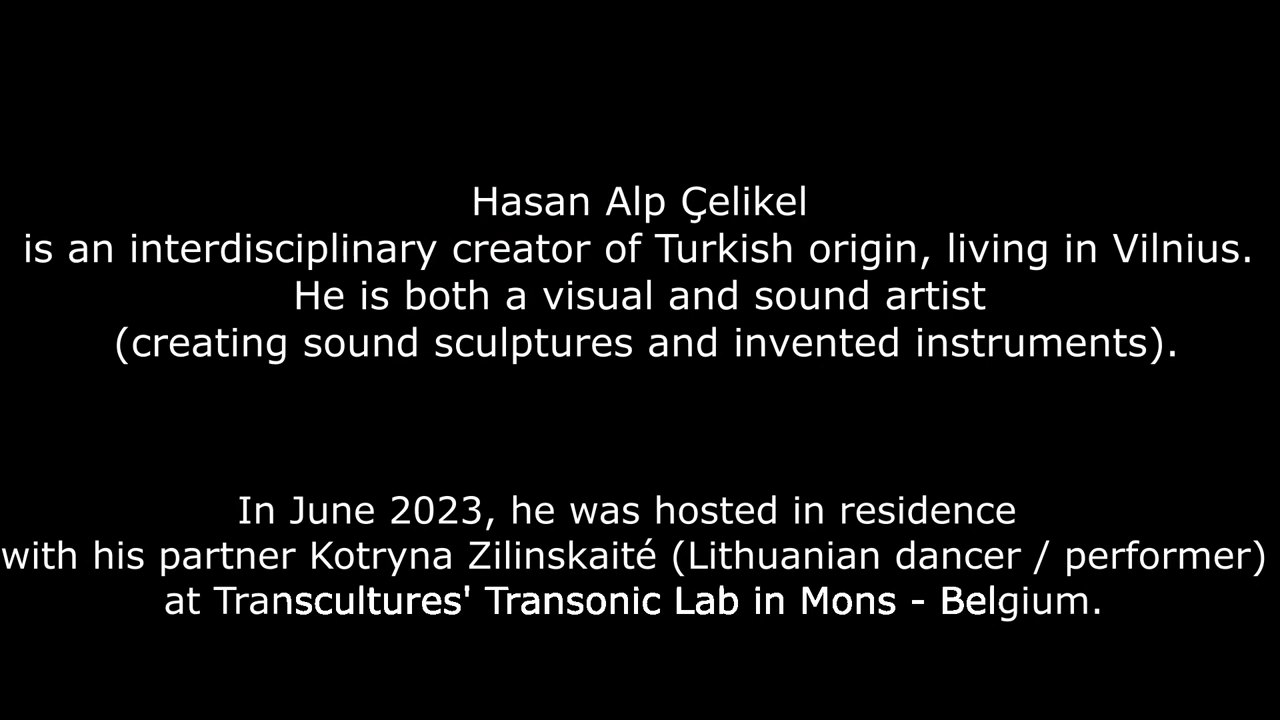 Hasan Alp Çelikel
is an interdisciplinary creator of Turkish origin, living in Vilnius.
He is both a visual and sound artist
(creating sound sculptures and invented instruments).
In June 2023, he was hosted in residence
with his partner Kotryna Zilinskaité (Lithuanian dancer / performer)
at Transcultures' Transonic Lab in Mons - Belgium.